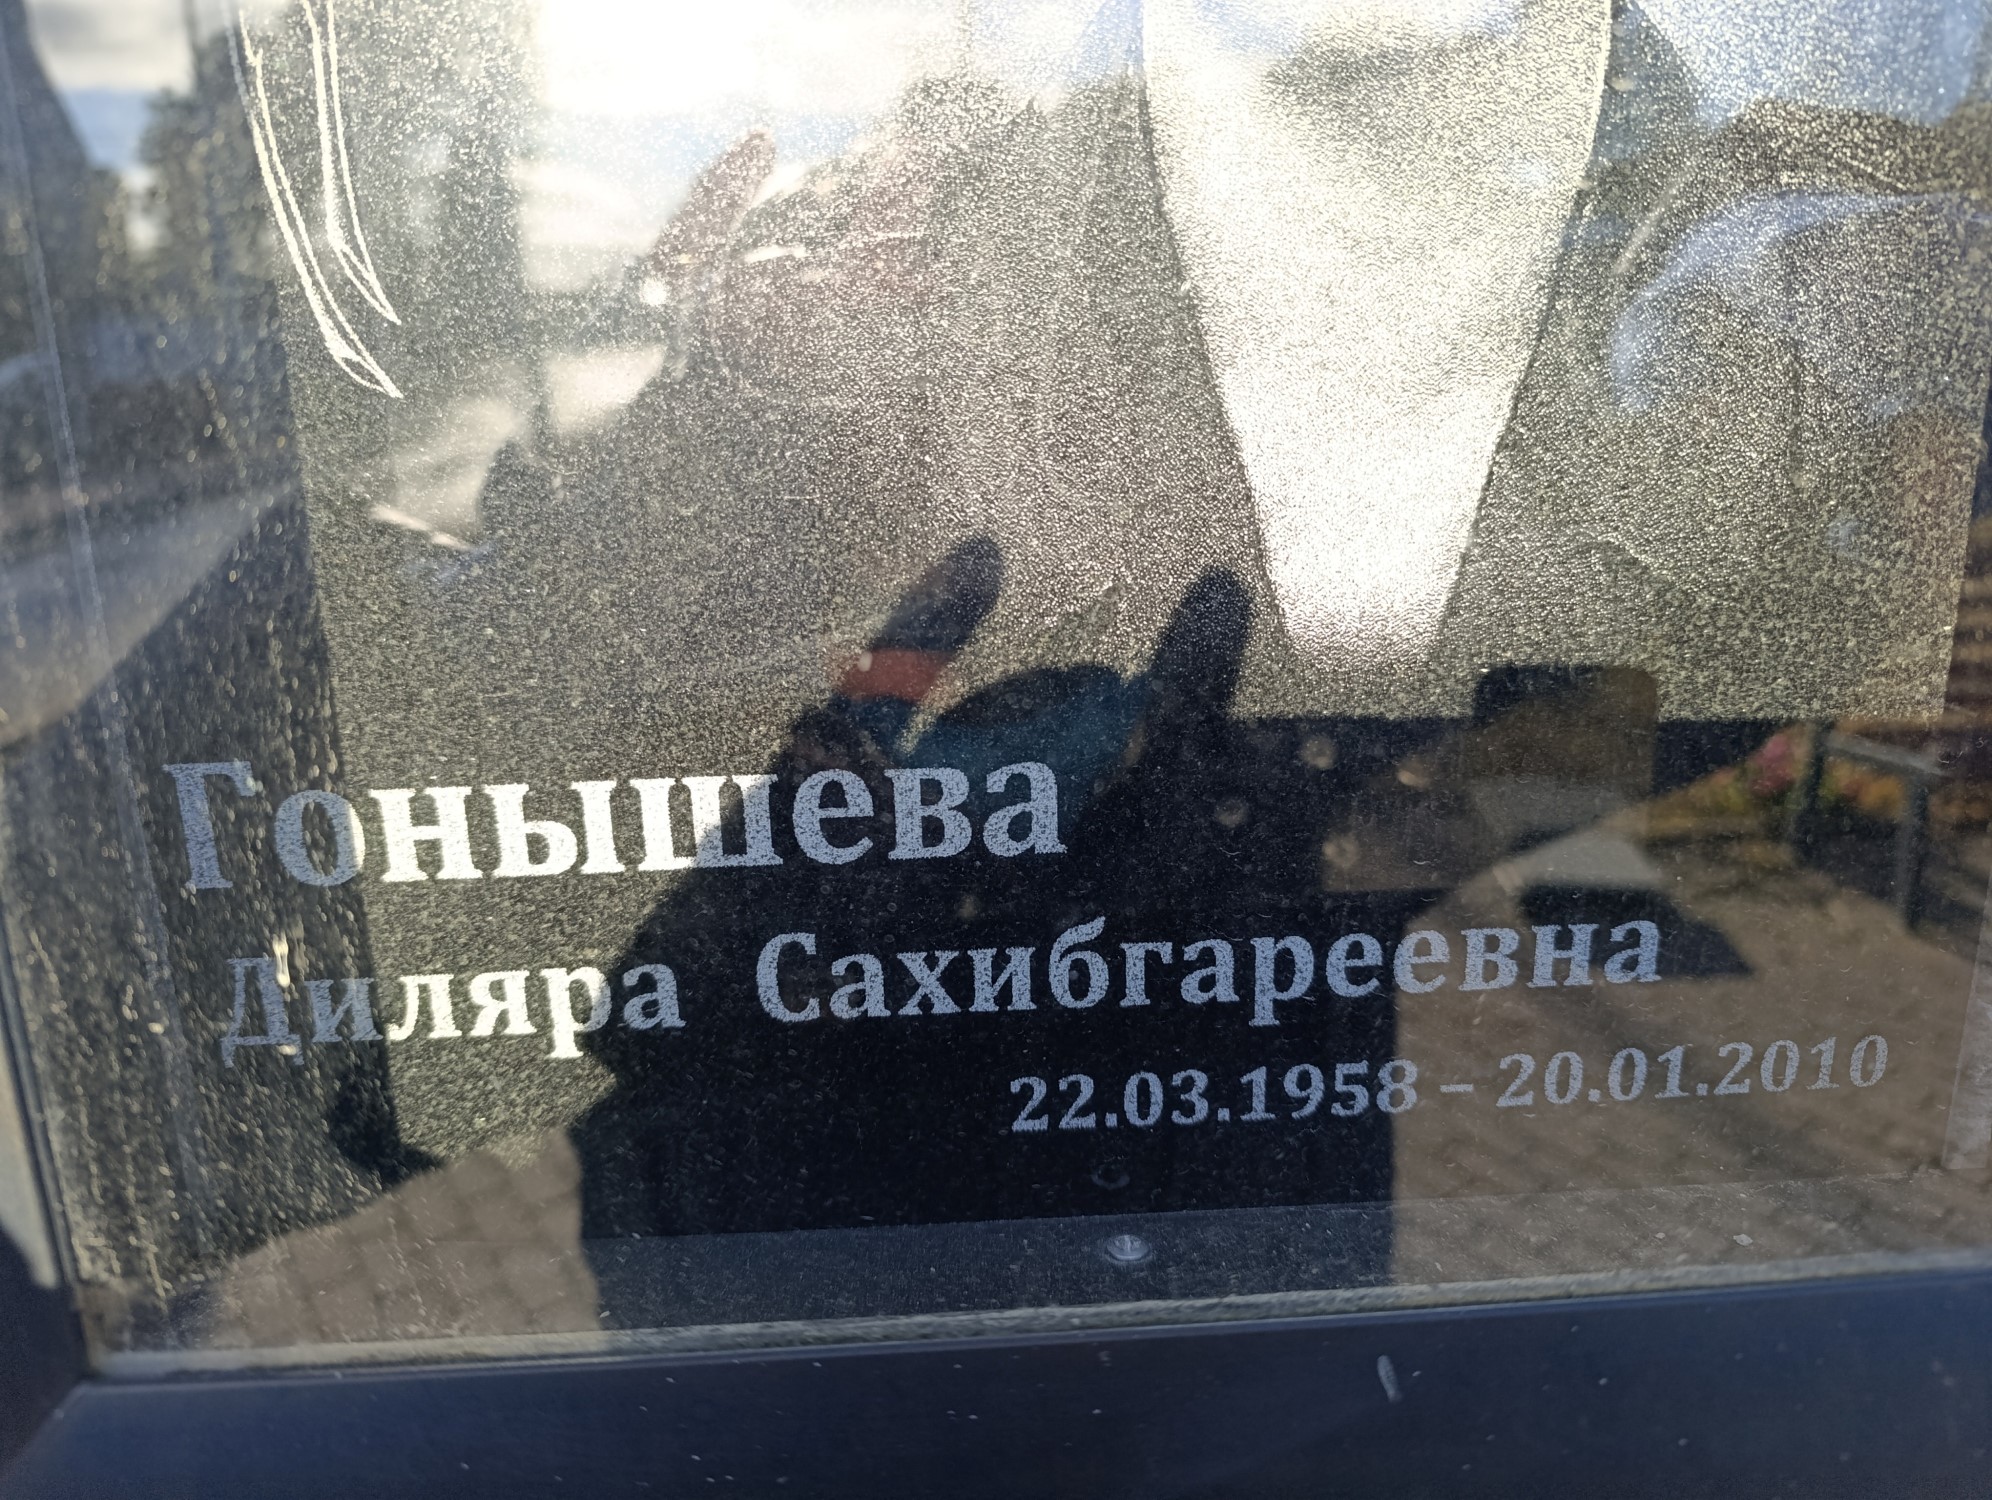 Гонышева
Диляра Сахибгареевна
22.03.1958 – 20.01.2010